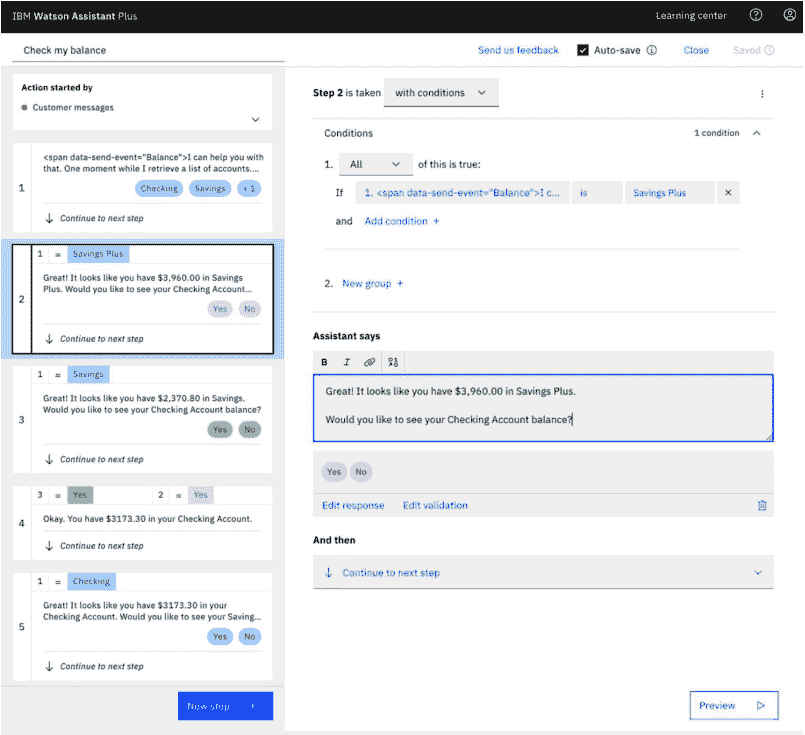 IBM Watson Assistant Plus
Learning center
Check my balance
Send us feedback
Auto-save
Close
Saved
Action started by
Customer messages
1
<span data-send-event="Balance">I can help you with
that. One moment while I retrieve a list of accounts....
Checking
Savings
+ 1
Continue to next step
1 = Savings Plus
2
Great! It looks like you have $3,960.00 in Savings
Plus. Would you like to see your Checking Account...
Yes
No
Continue to next step
1 = Savings
3
Great! It looks like you have $2,370.80 in Savings.
Would you like to see your Checking Account balance?
Yes
No
Continue to next step
3 = Yes
2 = Yes
4
Okay. You have $3173.30 in your Checking Account.
Continue to next step
1 = Checking
5
Great! It looks like you have $3173.30 in your
Checking Account. Would you like to see your Saving...
Yes
No
Continue to next step
New step +
Step 2 is taken
with conditions
Conditions
1 condition
1. All of this is true:
If
1. <span data-send-event="Balance">I c...
is
Savings Plus
and Add condition +
2. New group +
Assistant says
B I
Great! It looks like you have $3,960.00 in Savings Plus.
Would you like to see your Checking Account balance?
Yes
No
Edit response
Edit validation
And then
Continue to next step
Preview